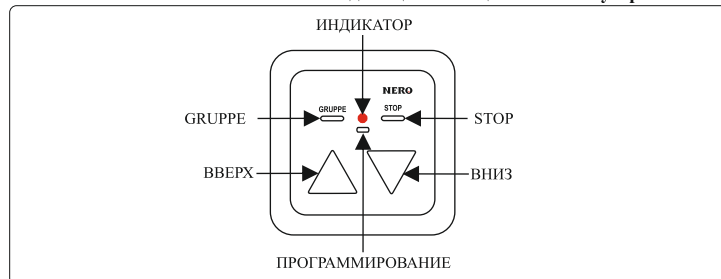 ИНДИКАТОР
NERO
GRUPPE
GRUPPE
STOP
STOP
ВВЕРХ
ВНИЗ
ПРОГРАММИРОВАНИЕ